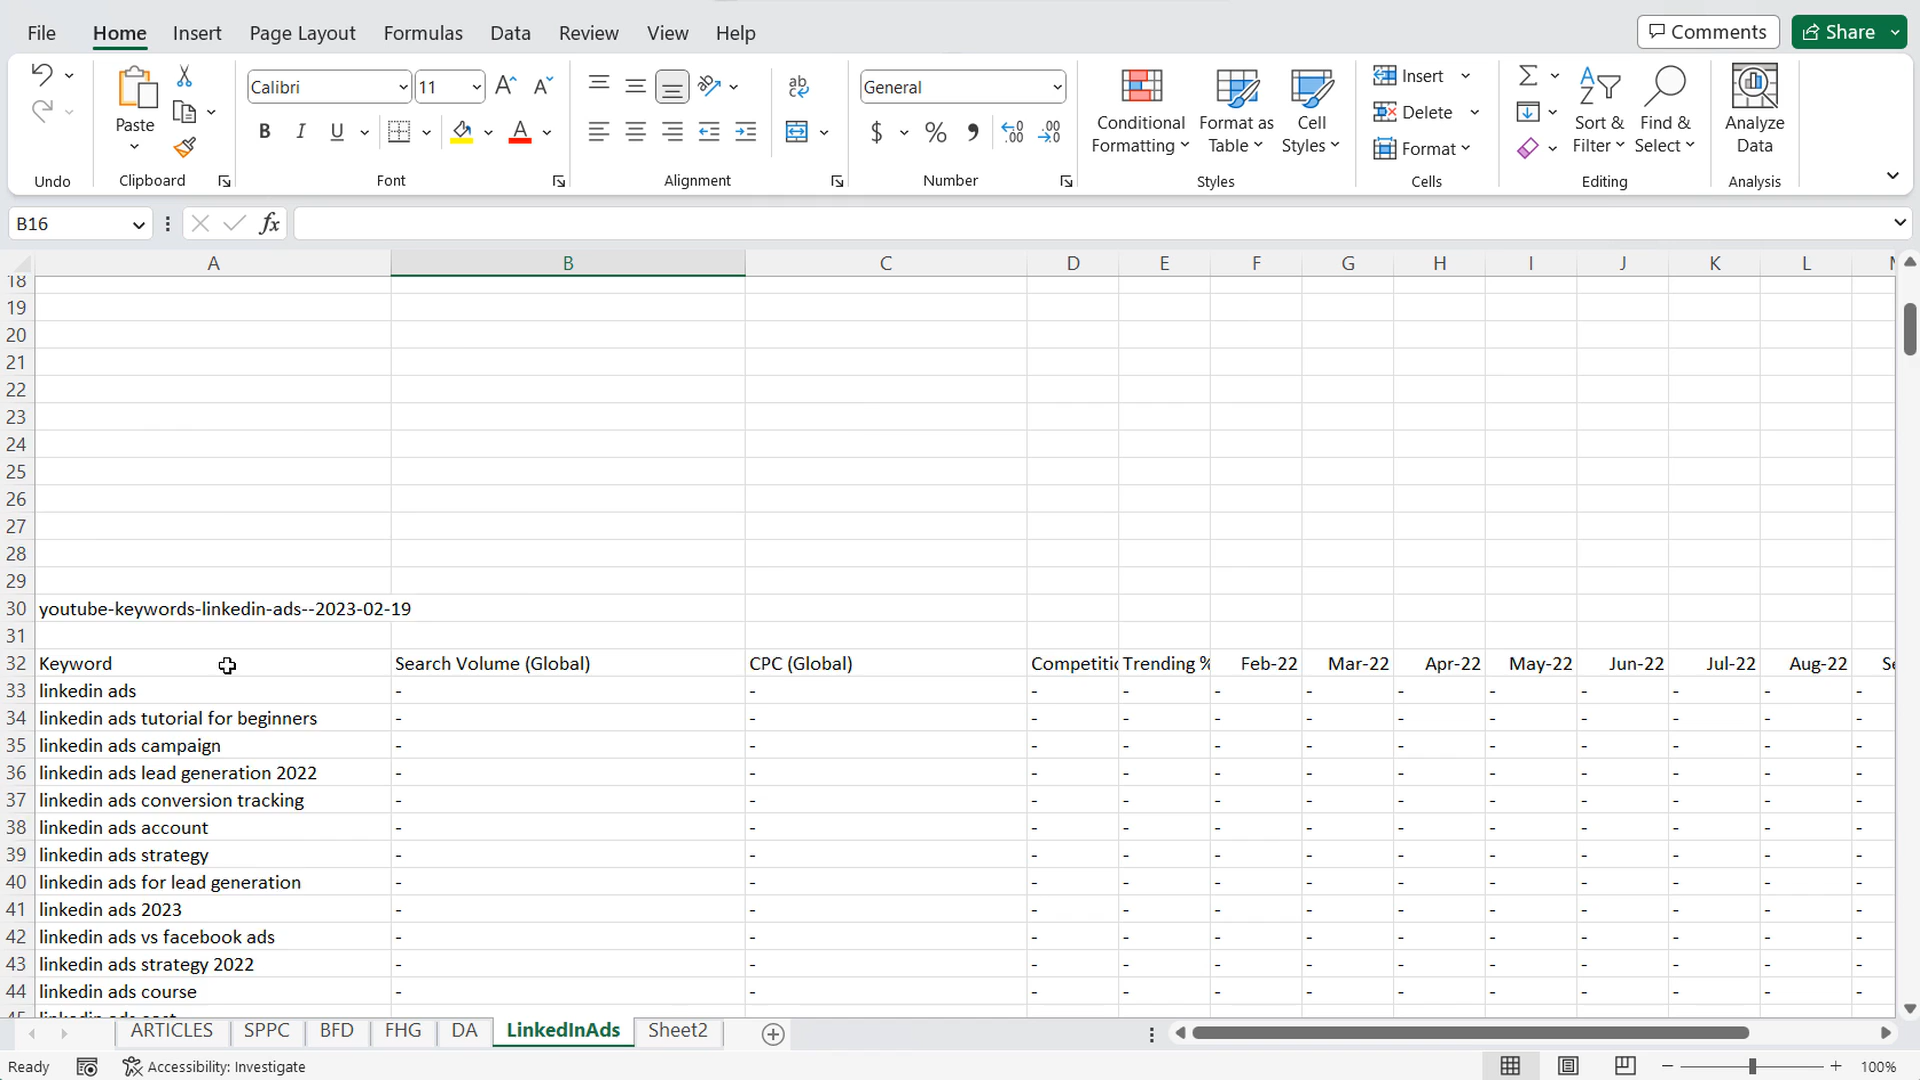 File Home Insert Page Layout Formulas Data Review View Help Comments Share
Calibri 11 General Insert
Paste Conditional Formatting Format as Table Cell Styles Delete Sort & Filter Find & Select Analyze Data
B I U A $ % Format
Undo Clipboard Font Alignment Number Styles Cells Editing Analysis
B16 fx
A B C D E F G H I J K L
18
19
20
21
22
23
24
25
26
27
28
29
30 youtube-keywords-linkedin-ads--2023-02-19
31
32 Keyword Search Volume (Global) CPC (Global) Competitic Trending % Feb-22 Mar-22 Apr-22 May-22 Jun-22 Jul-22 Aug-22 Se
33 linkedin ads - - - - - - - - - - - -
34 linkedin ads tutorial for beginners - - - - - - - - - - - -
35 linkedin ads campaign - - - - - - - - - - - -
36 linkedin ads lead generation 2022 - - - - - - - - - - - -
37 linkedin ads conversion tracking - - - - - - - - - - - -
38 linkedin ads account - - - - - - - - - - - -
39 linkedin ads strategy - - - - - - - - - - - -
40 linkedin ads for lead generation - - - - - - - - - - - -
41 linkedin ads 2023 - - - - - - - - - - - -
42 linkedin ads vs facebook ads - - - - - - - - - - - -
43 linkedin ads strategy 2022 - - - - - - - - - - - -
44 linkedin ads course - - - - - - - - - - - -
ARTICLES SPPC BFD FHG DA LinkedInAds Sheet2
Ready Accessibility: Investigate 100%